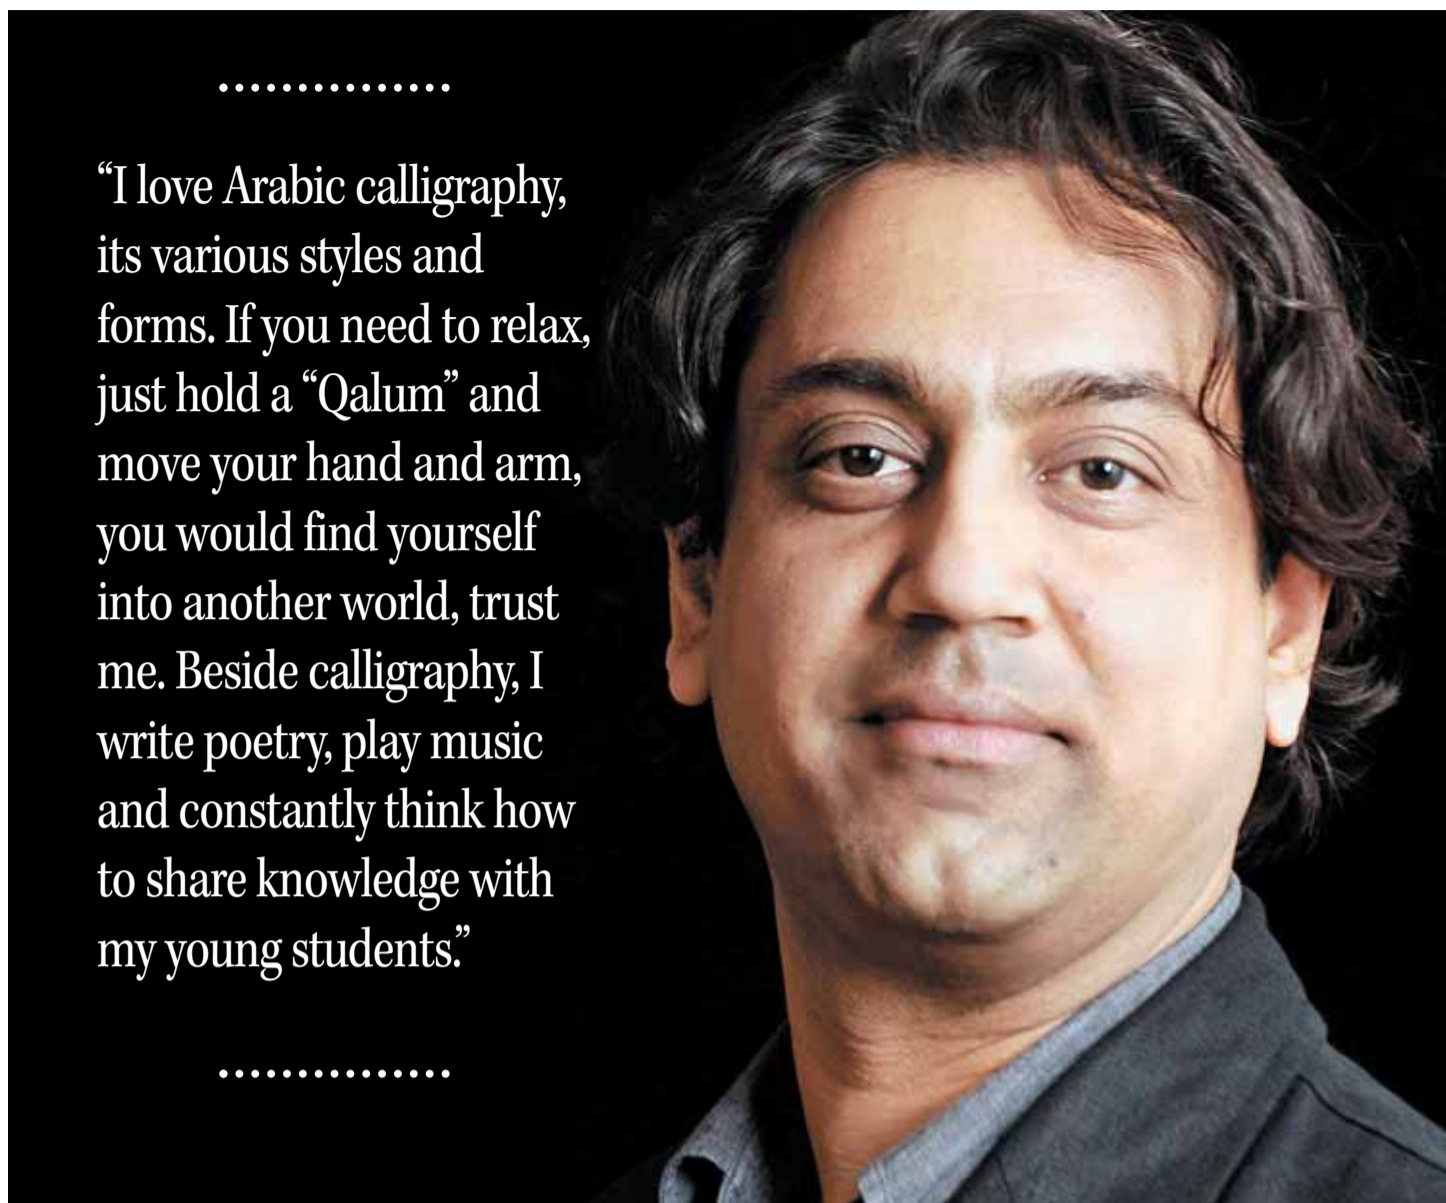 “I love Arabic calligraphy,
its various styles and
forms. If you need to relax,
just hold a “Qalum” and
move your hand and arm,
you would find yourself
into another world, trust
me. Beside calligraphy, I
write poetry, play music
and constantly think how
to share knowledge with
my young students.”